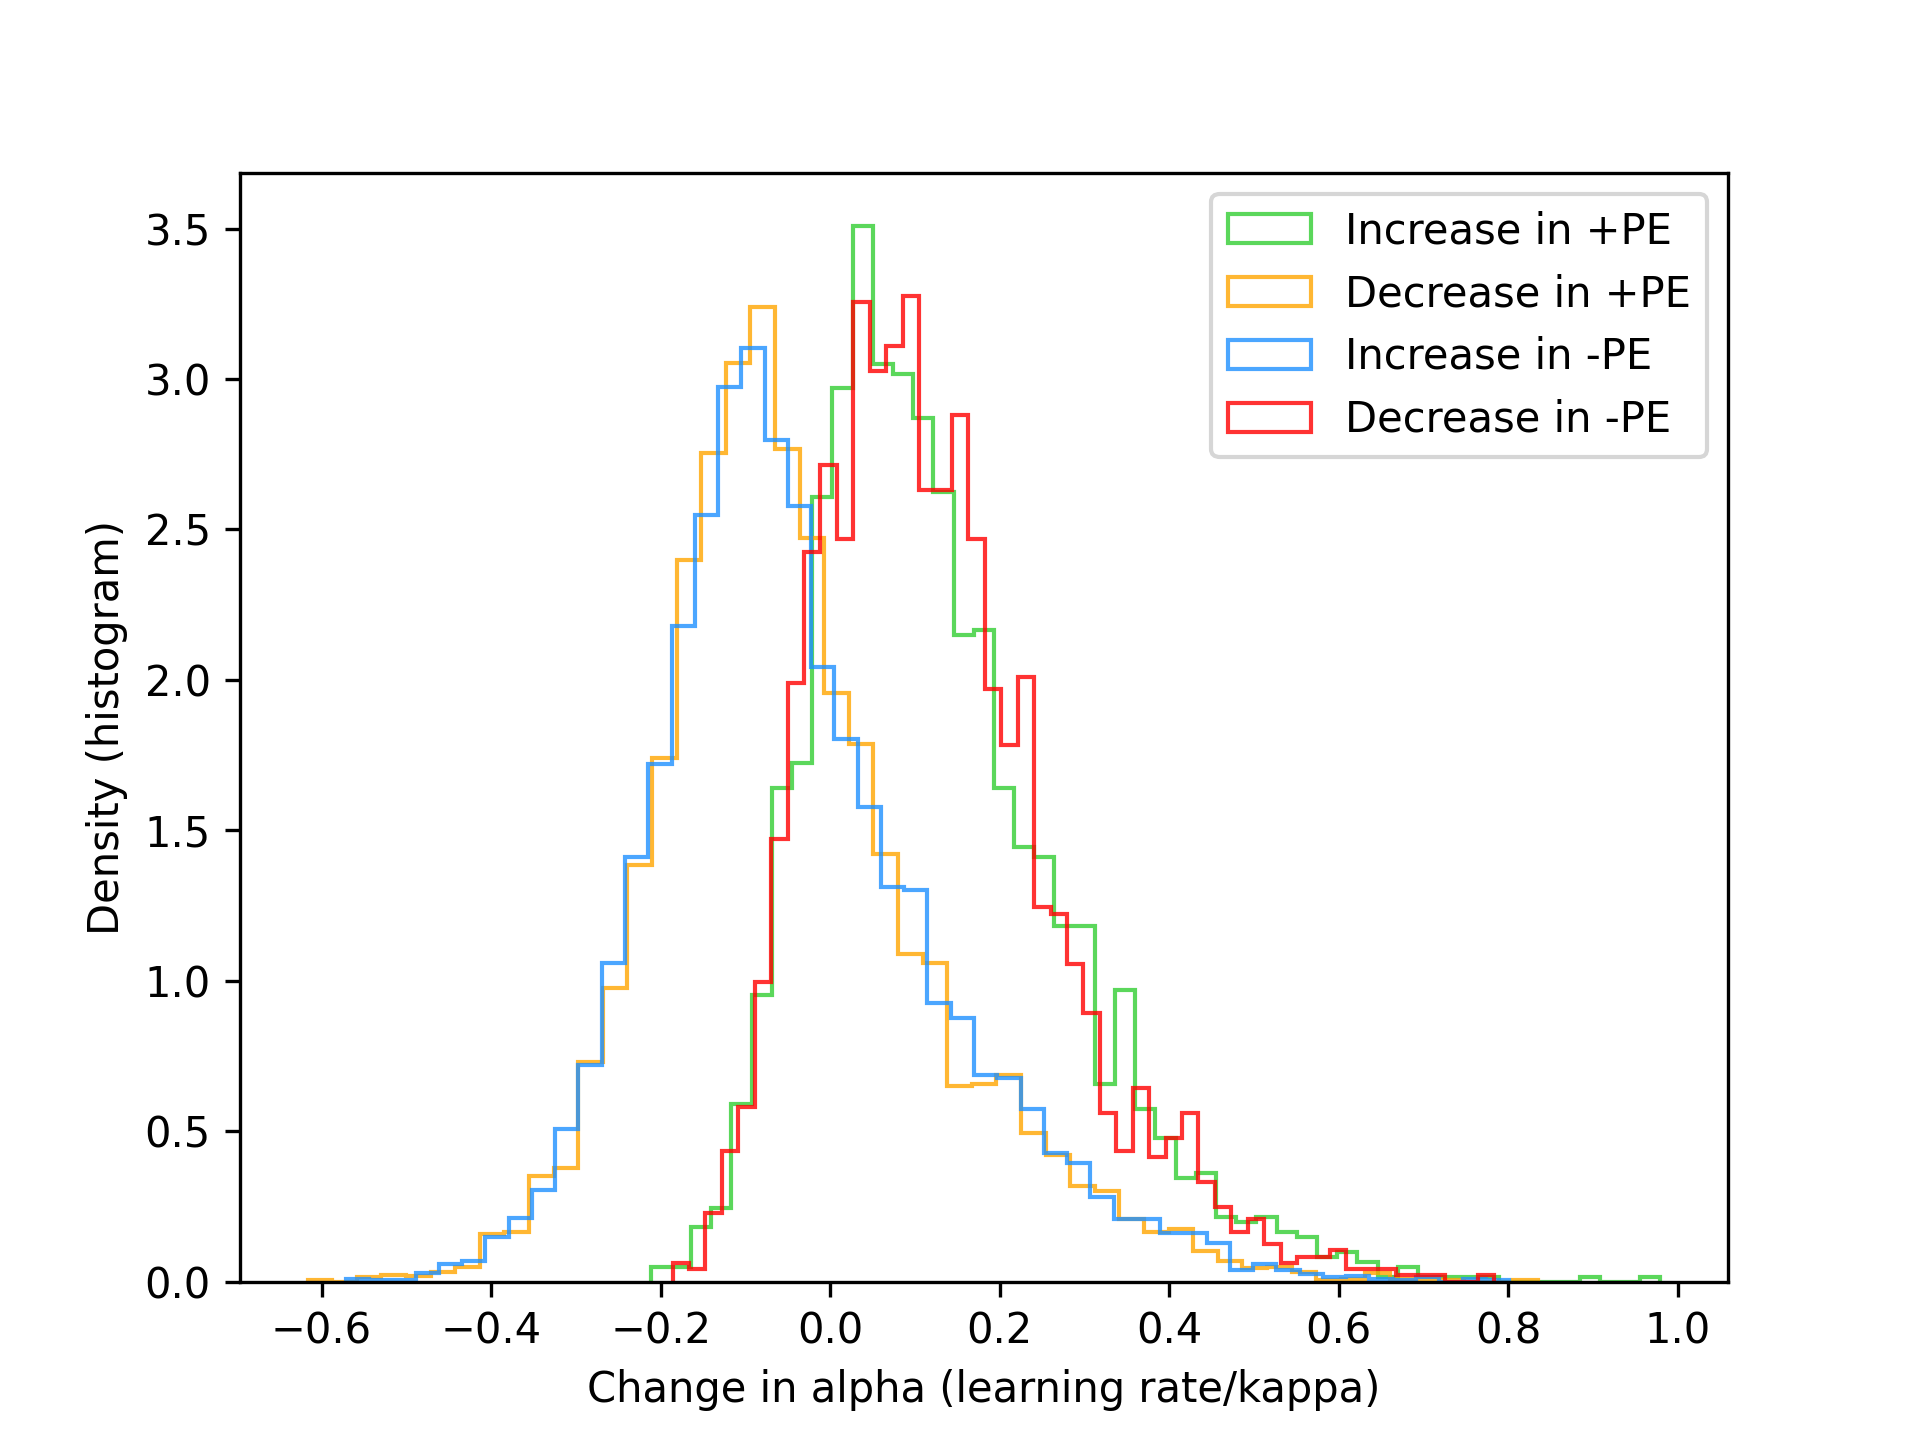 Increase in +PE
Decrease in +PE
Increase in -PE
Decrease in -PE
3.5
3.0
2.5
2.0
1.5
1.0
0.5
0.0
Density (histogram)
−0.6 −0.4 −0.2 0.0 0.2 0.4 0.6 0.8 1.0
Change in alpha (learning rate/kappa)